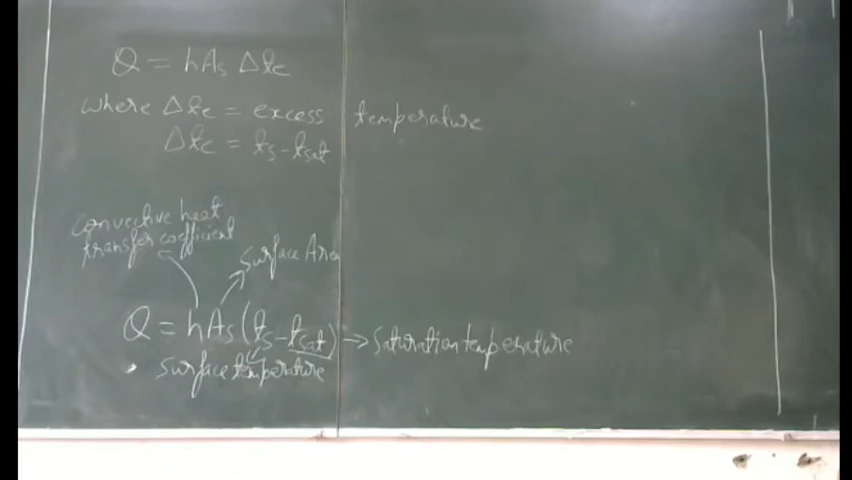 Q = hAs Δte
where Δte = excess temperature
Δte = ts - tsat
convective heat
transfer coefficient
surface Area
Q = hAs (ts - tsat) → saturation temperature
surface temperature